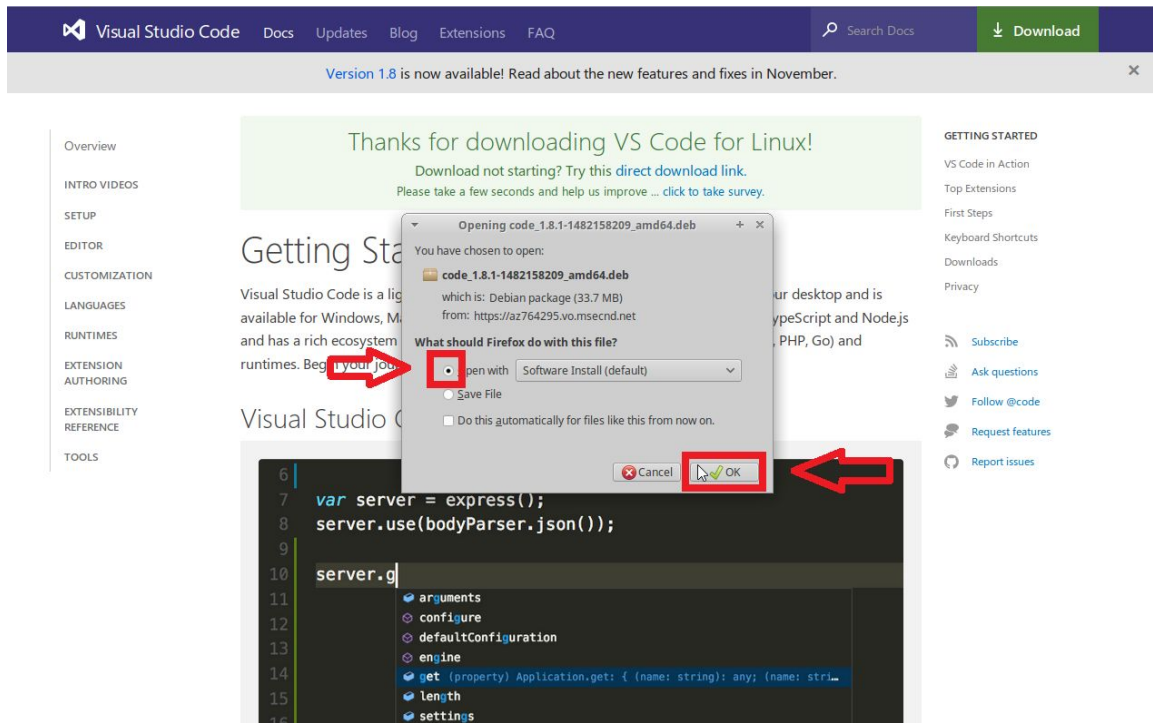 Visual Studio Code Docs Updates Blog Extensions FAQ Search Docs Download
Version 1.8 is now available! Read about the new features and fixes in November.
Overview
INTRO VIDEOS
SETUP
EDITOR
CUSTOMIZATION
LANGUAGES
RUNTIMES
EXTENSION
AUTHORING
EXTENSIBILITY
REFERENCE
TOOLS
Thanks for downloading VS Code for Linux!
Download not starting? Try this direct download link.
Please take a few seconds and help us improve ... click to take survey.
Getting
Visual Studio Code is a
available for Windows,
and has a rich ecosystem
runtimes.
desktop and is
and Node.js
, PHP, Go) and
Visual Studio
Opening code_1.8.1-1482158209_amd64.deb
You have chosen to open:
code_1.8.1-1482158209_amd64.deb
which is: Debian package (33.7 MB)
from: https://az764295.vo.msecnd.net
What should Firefox do with this file?
pen with Software Install (default)
Save File
Do this automatically for files like this from now on.
Cancel OK
6
7 var server = express();
8 server.use(bodyParser.json());
9
10 server.g
11 arguments
12 configure
13 defaultConfiguration
engine
14 get (property) Application.get: { (name: string): any; (name: stri…
15 length
16 settings
GETTING STARTED
VS Code in Action
Top Extensions
First Steps
Keyboard Shortcuts
Downloads
Privacy
Subscribe
Ask questions
Follow @code
Request features
Report issues